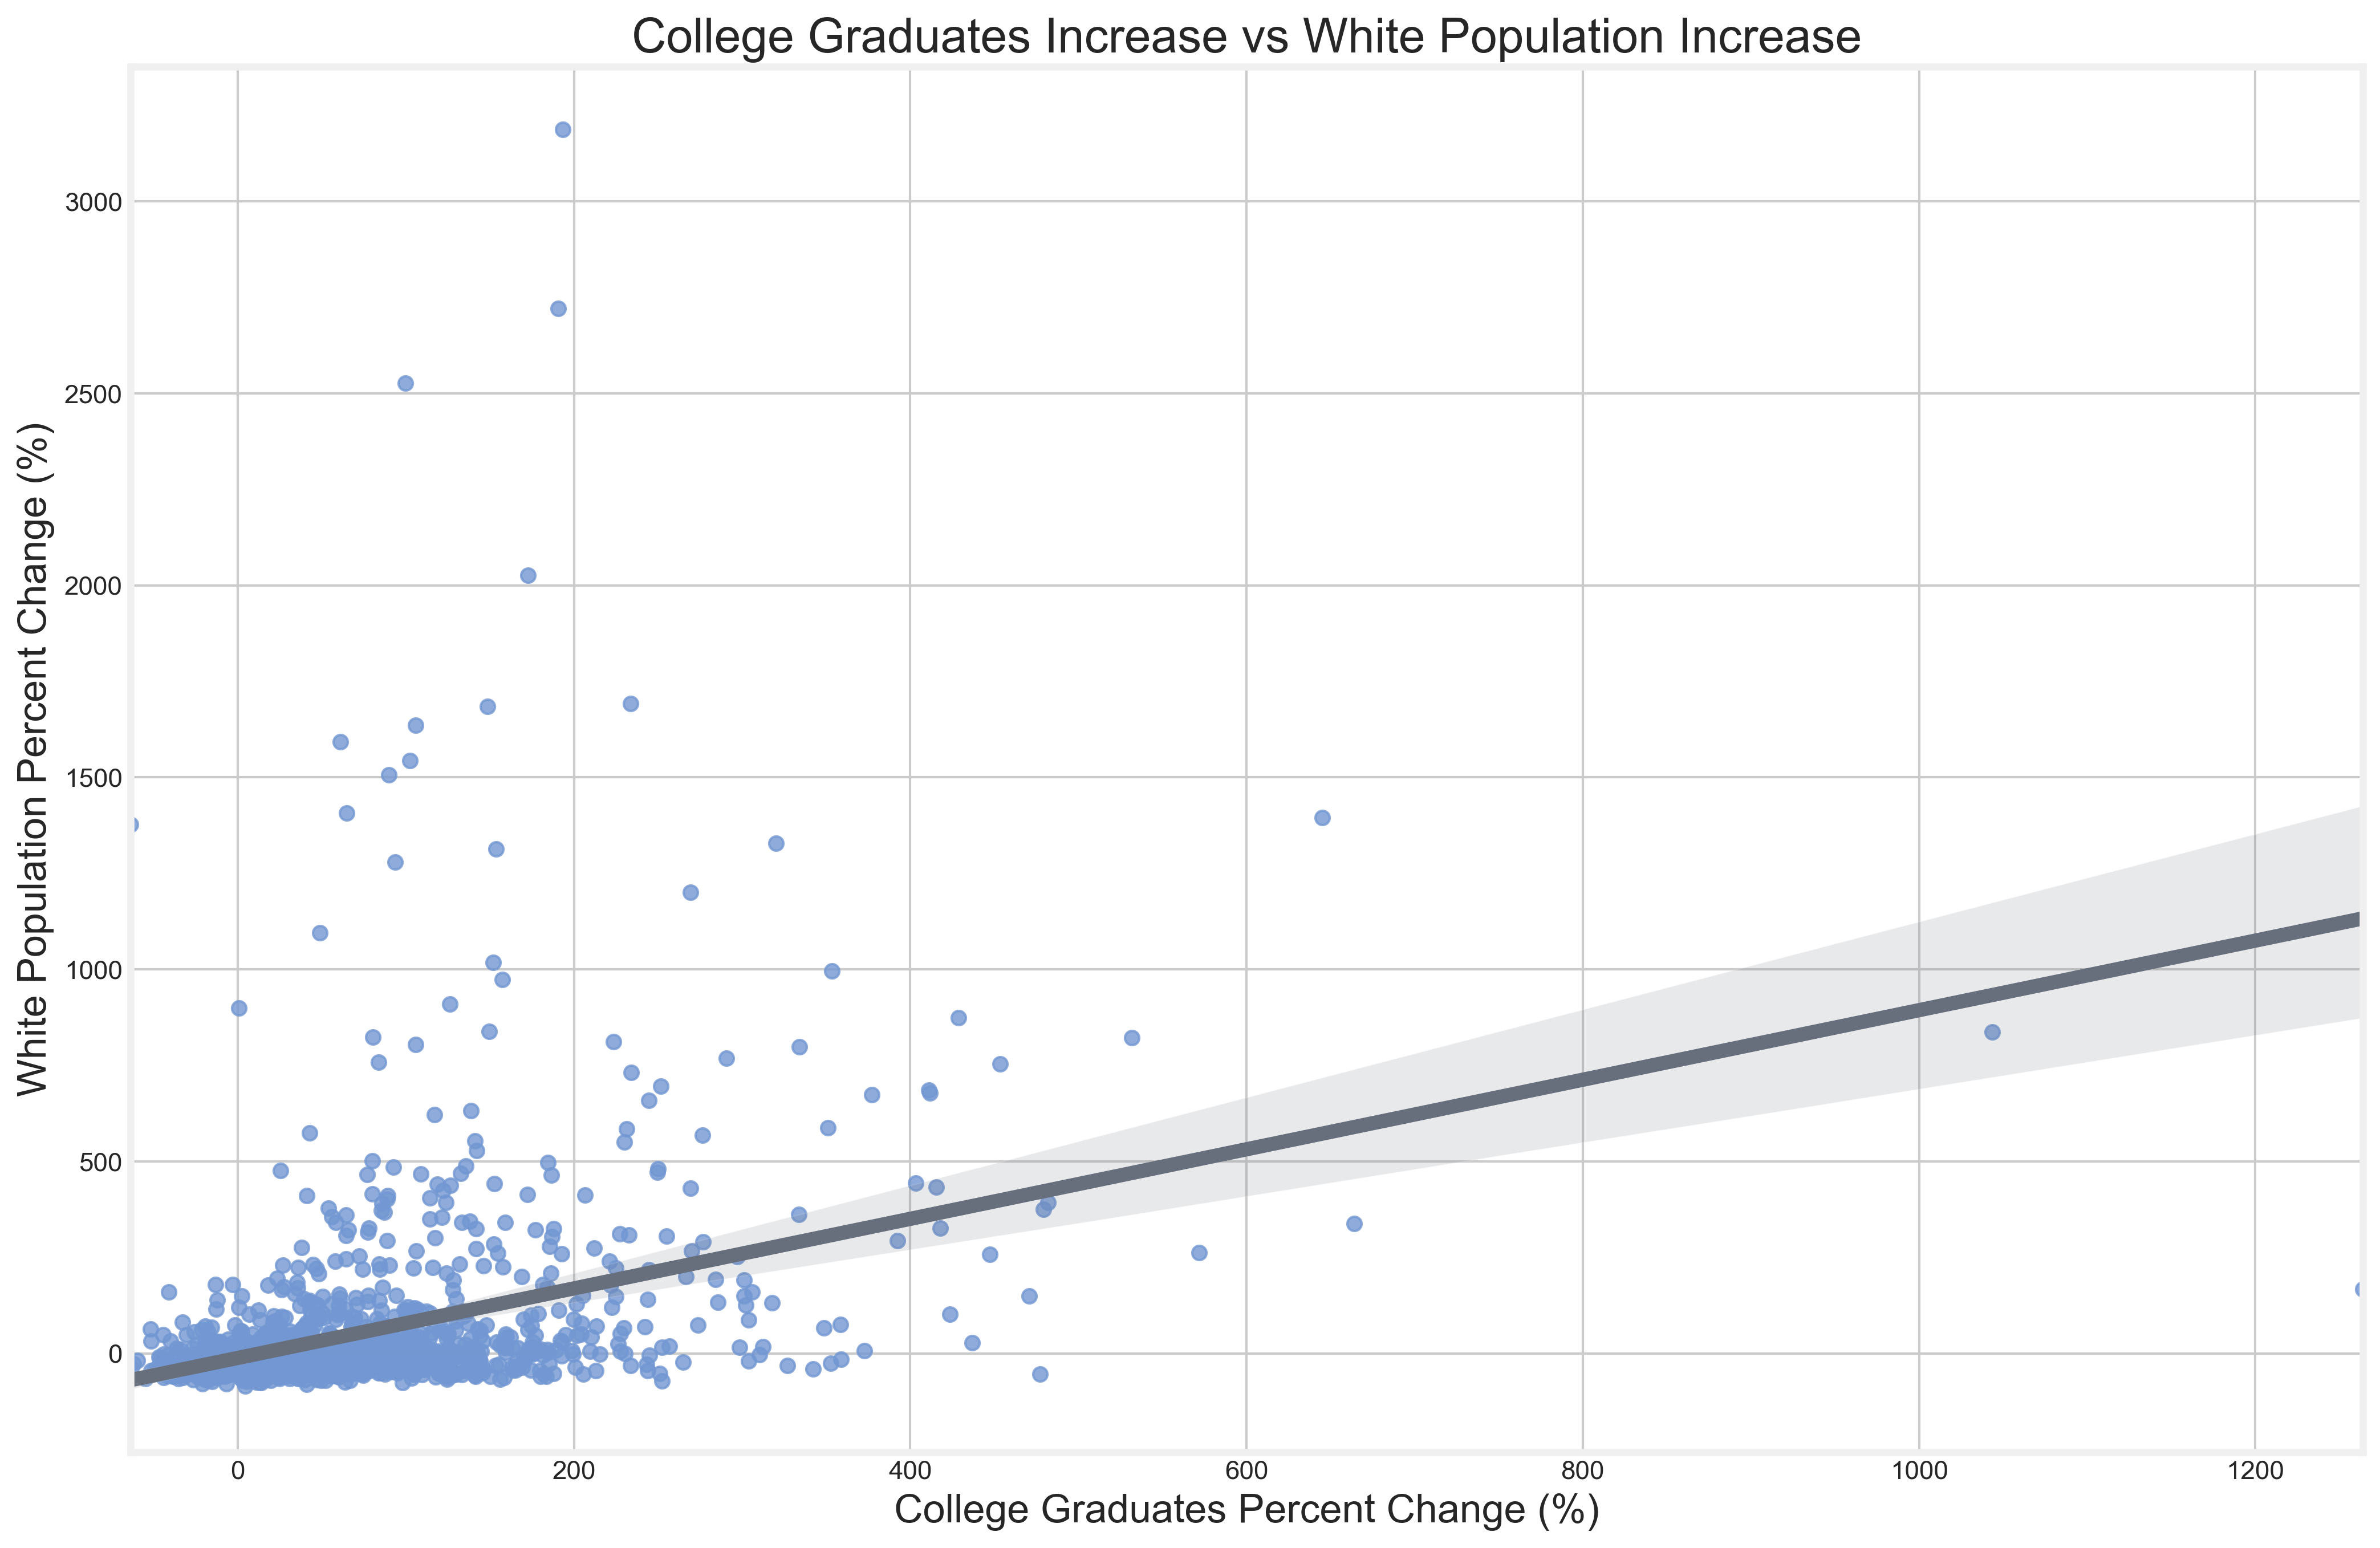 College Graduates Increase vs White Population Increase
White Population Percent Change (%)
3000
2500
2000
1500
1000
500
0
0 200 400 600 800 1000 1200
College Graduates Percent Change (%)